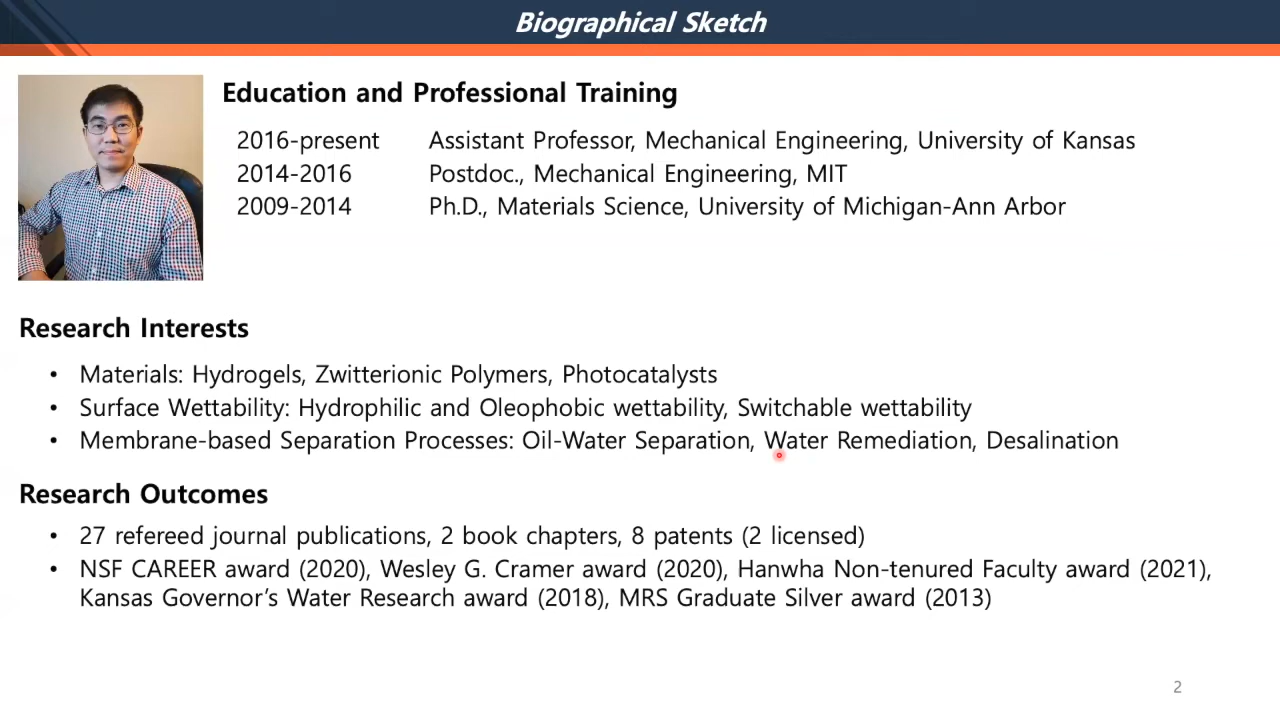 Biographical Sketch
Education and Professional Training
2016-present Assistant Professor, Mechanical Engineering, University of Kansas
2014-2016 Postdoc., Mechanical Engineering, MIT
2009-2014 Ph.D., Materials Science, University of Michigan-Ann Arbor
Research Interests
• Materials: Hydrogels, Zwitterionic Polymers, Photocatalysts
• Surface Wettability: Hydrophilic and Oleophobic wettability, Switchable wettability
• Membrane-based Separation Processes: Oil-Water Separation, Water Remediation, Desalination
Research Outcomes
• 27 refereed journal publications, 2 book chapters, 8 patents (2 licensed)
• NSF CAREER award (2020), Wesley G. Cramer award (2020), Hanwha Non-tenured Faculty award (2021),
Kansas Governor’s Water Research award (2018), MRS Graduate Silver award (2013)
2